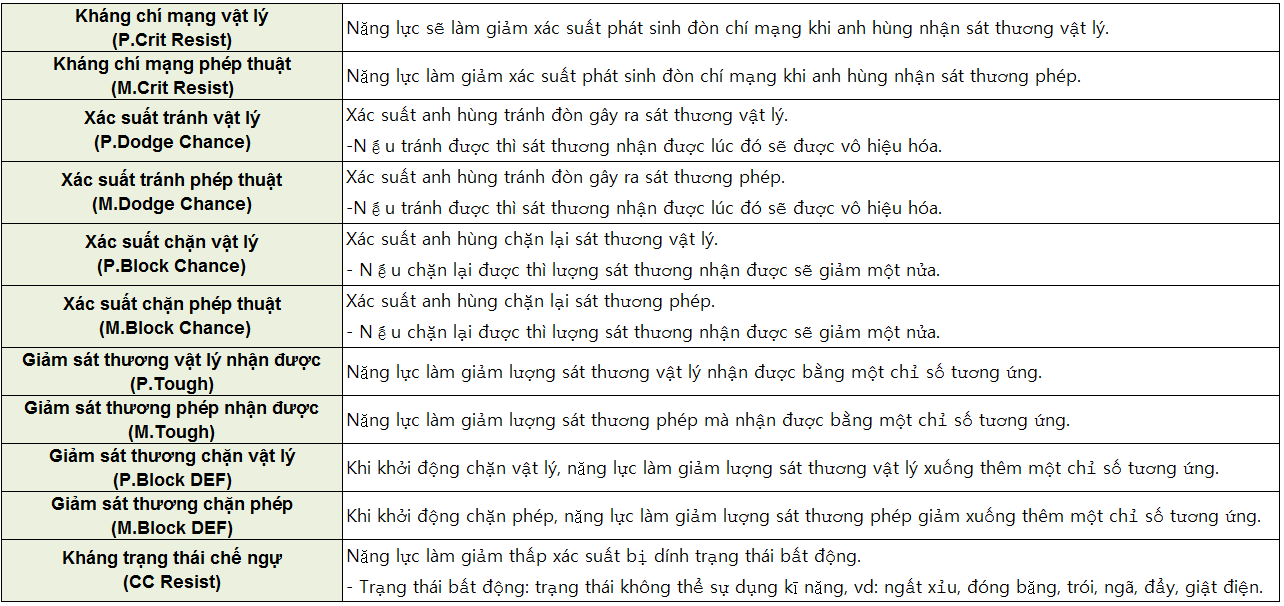 Kháng chí mạng vật lý
(P.Crit Resist)
Năng lực sẽ làm giảm xác suất phát sinh đòn chí mạng khi anh hùng nhận sát thương vật lý.
Kháng chí mạng phép thuật
(M.Crit Resist)
Năng lực làm giảm xác suất phát sinh đòn chí mạng khi anh hùng nhận sát thương phép.
Xác suất tránh vật lý
(P.Dodge Chance)
Xác suất anh hùng tránh đòn gây ra sát thương vật lý.
-Nếu tránh được thì sát thương nhận được lúc đó sẽ được vô hiệu hóa.
Xác suất tránh phép thuật
(M.Dodge Chance)
Xác suất anh hùng tránh đòn gây ra sát thương phép.
-Nếu tránh được thì sát thương nhận được lúc đó sẽ được vô hiệu hóa.
Xác suất chặn vật lý
(P.Block Chance)
Xác suất anh hùng chặn lại sát thương vật lý.
- Nếu chặn lại được thì lượng sát thương nhận được sẽ giảm một nửa.
Xác suất chặn phép thuật
(M.Block Chance)
Xác suất anh hùng chặn lại sát thương phép.
- Nếu chặn lại được thì lượng sát thương nhận được sẽ giảm một nửa.
Giảm sát thương vật lý nhận được
(P.Tough)
Năng lực làm giảm lượng sát thương vật lý nhận được bằng một chỉ số tương ứng.
Giảm sát thương phép nhận được
(M.Tough)
Năng lực làm giảm lượng sát thương phép mà nhận được bằng một chỉ số tương ứng.
Giảm sát thương chặn vật lý
(P.Block DEF)
Khi khởi động chặn vật lý, năng lực làm giảm lượng sát thương vật lý xuống thêm một chỉ số tương ứng.
Giảm sát thương chặn phép
(M.Block DEF)
Khi khởi động chặn phép, năng lực làm giảm lượng sát thương phép giảm xuống thêm một chỉ số tương ứng.
Kháng trạng thái chế ngự
(CC Resist)
Năng lực làm giảm thấp xác suất bị dính trạng thái bất động.
- Trạng thái bất động: trạng thái không thể sự dụng kĩ năng, vd: ngất xỉu, đóng băng, trói, ngã, đẩy, giật điện.